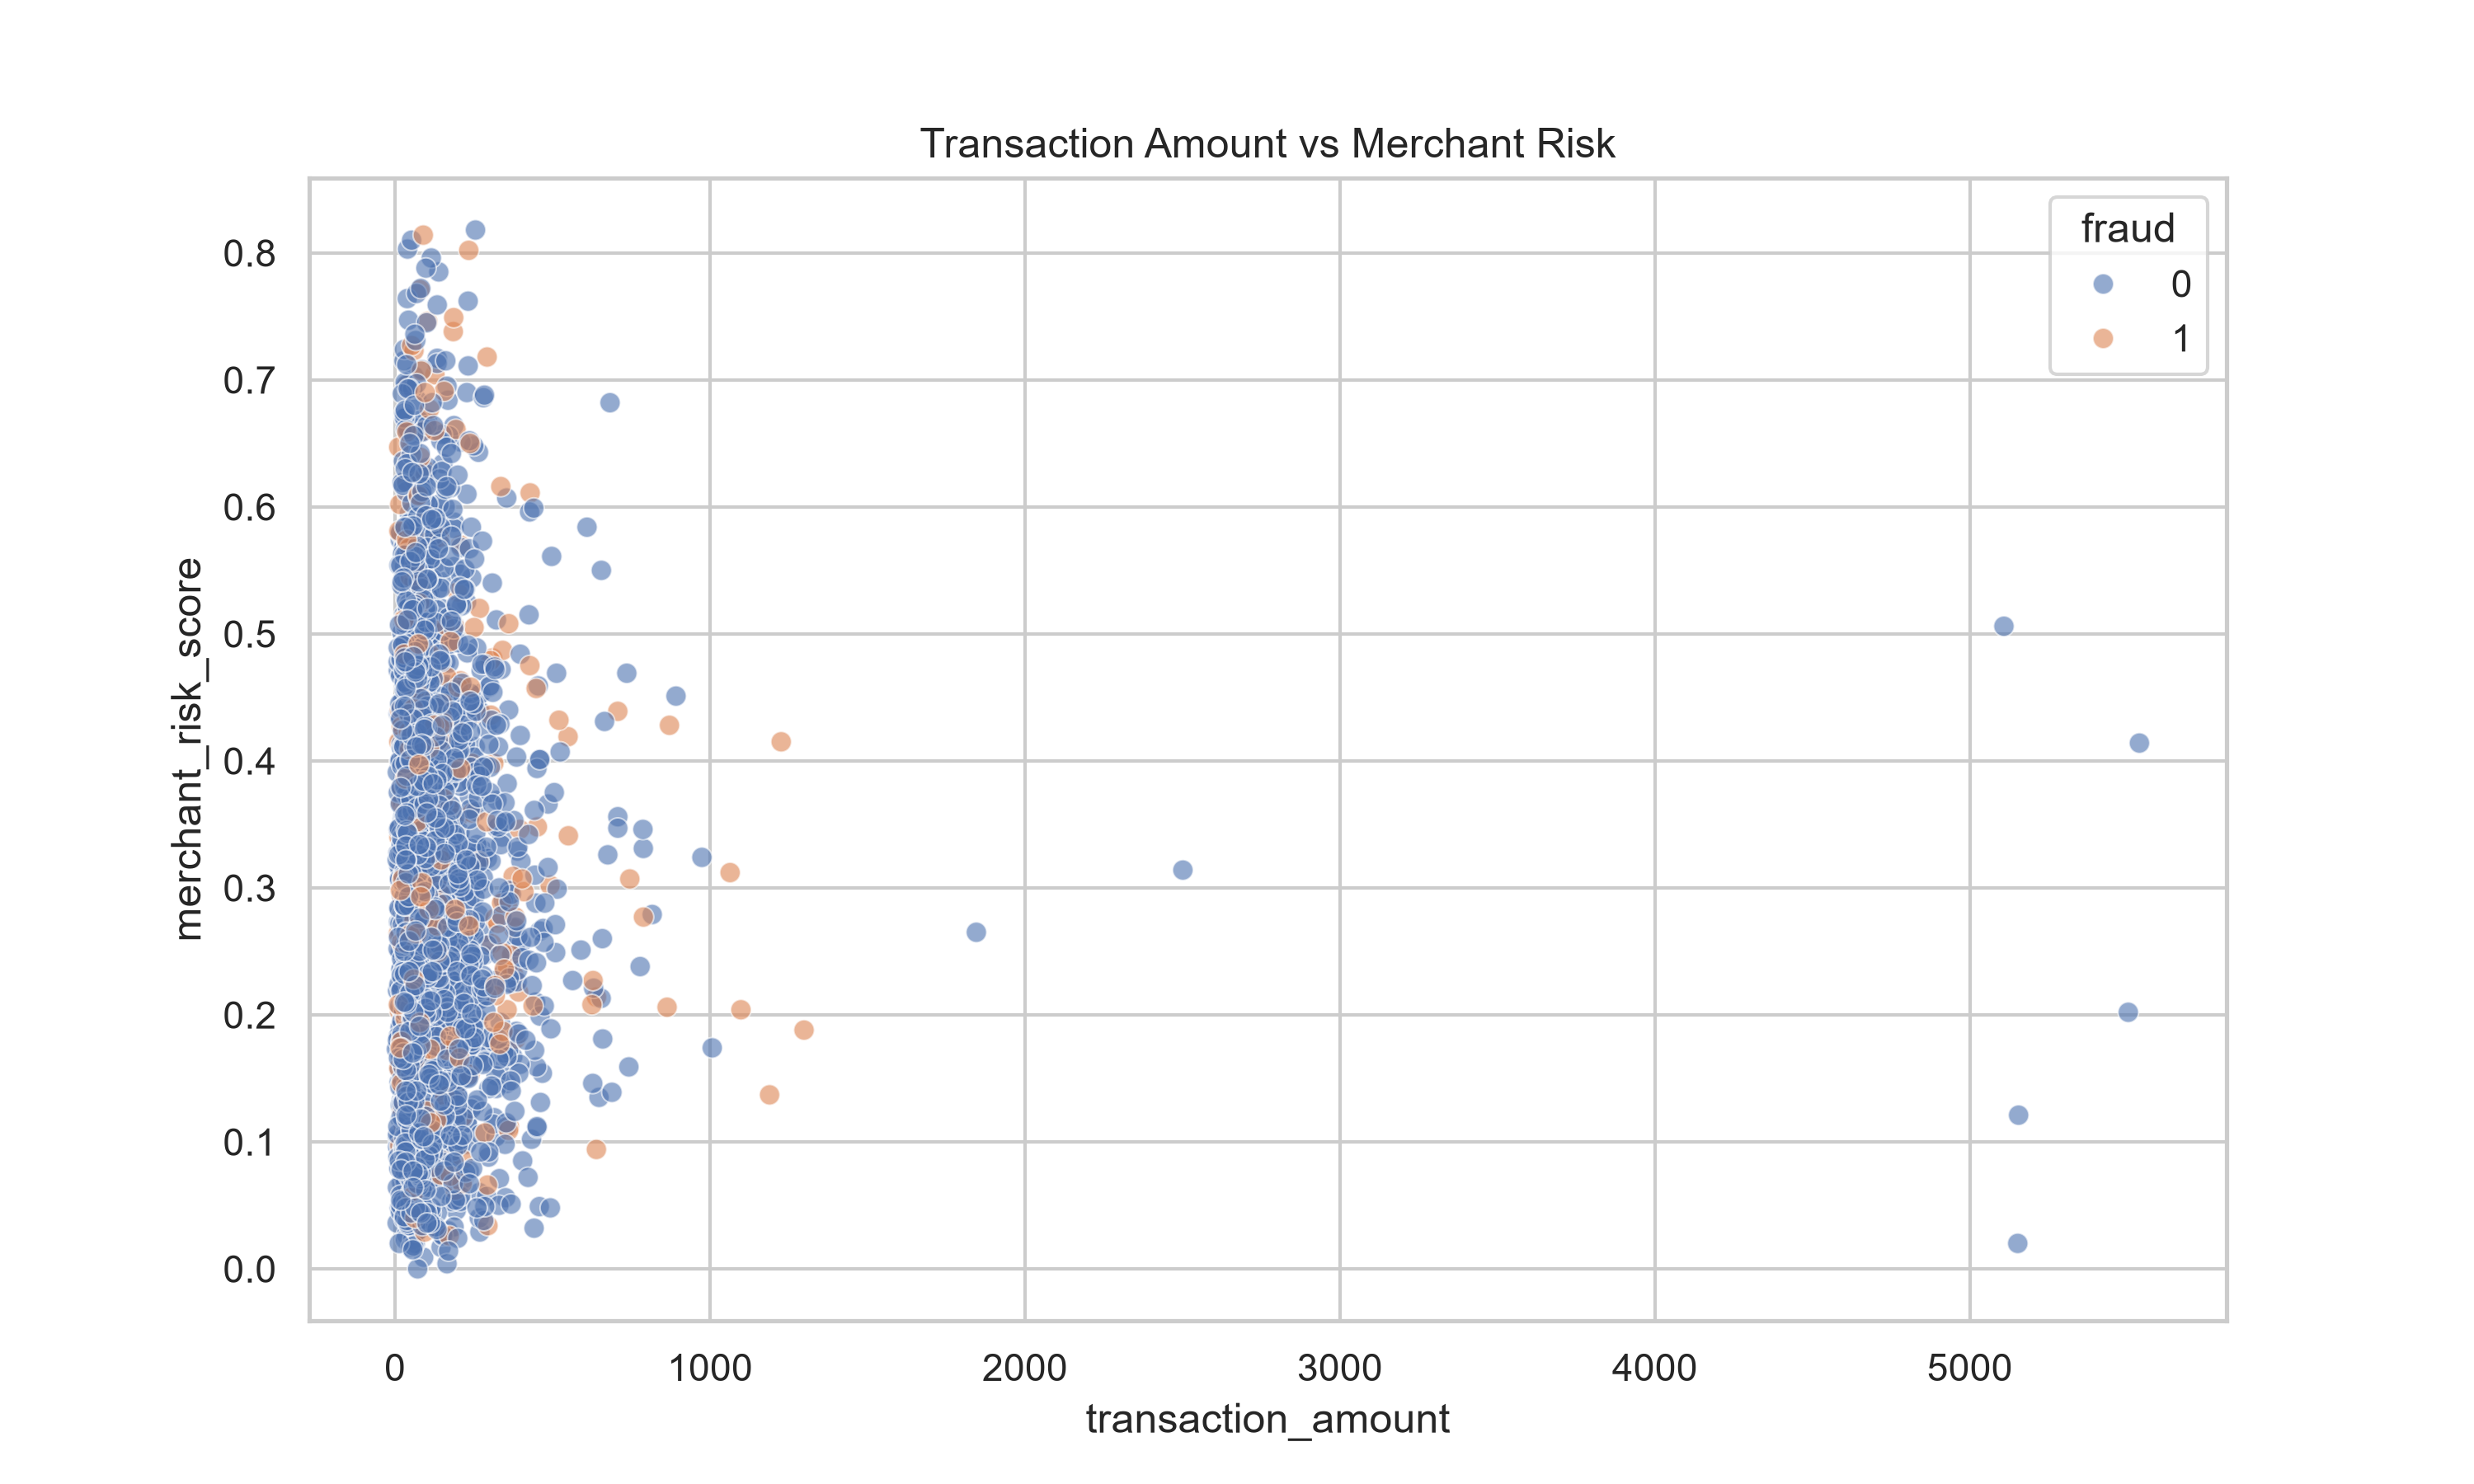 Transaction Amount vs Merchant Risk
fraud
0
1
0.8
0.7
0.6
0.5
0.4
0.3
0.2
0.1
0.0
merchant_risk_score
0 1000 2000 3000 4000 5000
transaction_amount